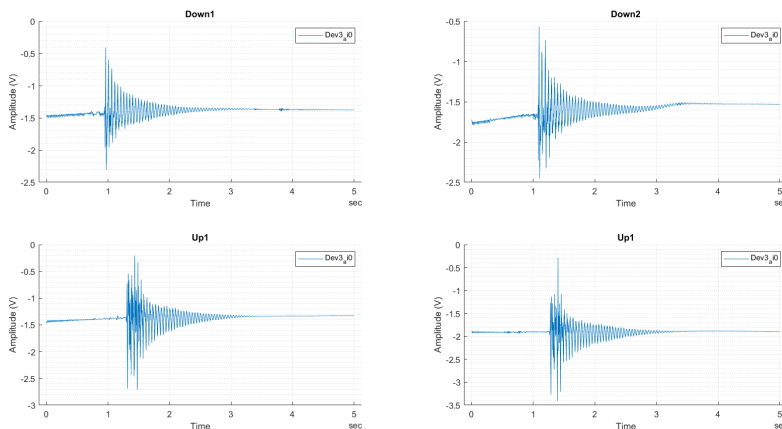 Down1
Dev3_ai0
Amplitude (V)
0
-0.5
-1
-1.5
-2
-2.5
0 1 2 3 4 5
Time
sec
Down2
Dev3_ai0
Amplitude (V)
-0.5
-1
-1.5
-2
-2.5
0 1 2 3 4 5
Time
sec
Up1
Dev3_ai0
Amplitude (V)
0
-0.5
-1
-1.5
-2
-2.5
-3
0 1 2 3 4 5
Time
sec
Up1
Dev3_ai0
Amplitude (V)
0
-0.5
-1
-1.5
-2
-2.5
-3
-3.5
0 1 2 3 4 5
Time
sec